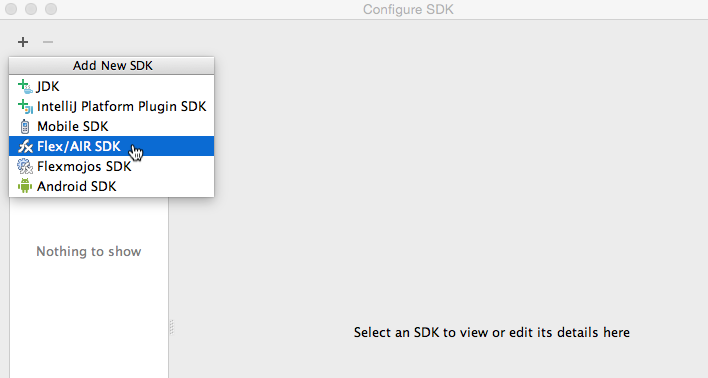 Configure SDK
Add New SDK
JDK
IntelliJ Platform Plugin SDK
Mobile SDK
Flex/AIR SDK
Flexmojos SDK
Android SDK
Nothing to show
Select an SDK to view or edit its details here